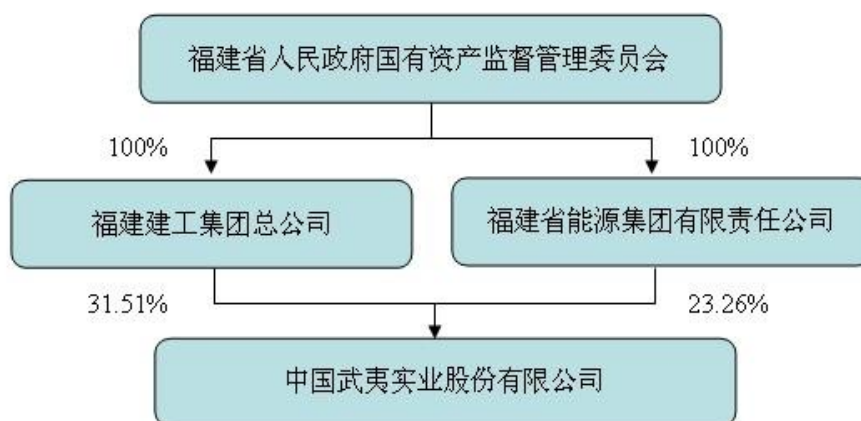 福建省人民政府国有资产监督管理委员会
100%
100%
福建建工集团总公司
福建省能源集团有限责任公司
31.51%
23.26%
中国武夷实业股份有限公司